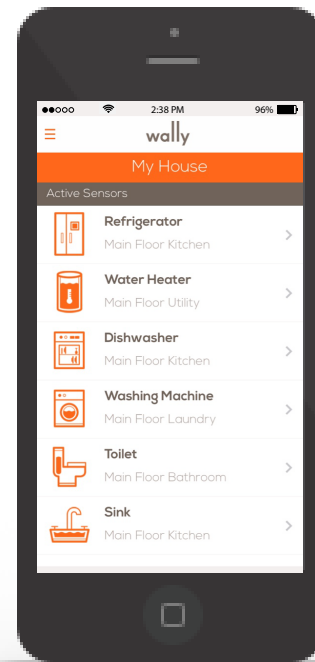 2:38 PM
96%
wally
My House
Active Sensors
Refrigerator
Main Floor Kitchen
Water Heater
Main Floor Utility
Dishwasher
Main Floor Kitchen
Washing Machine
Main Floor Laundry
Toilet
Main Floor Bathroom
Sink
Main Floor Kitchen